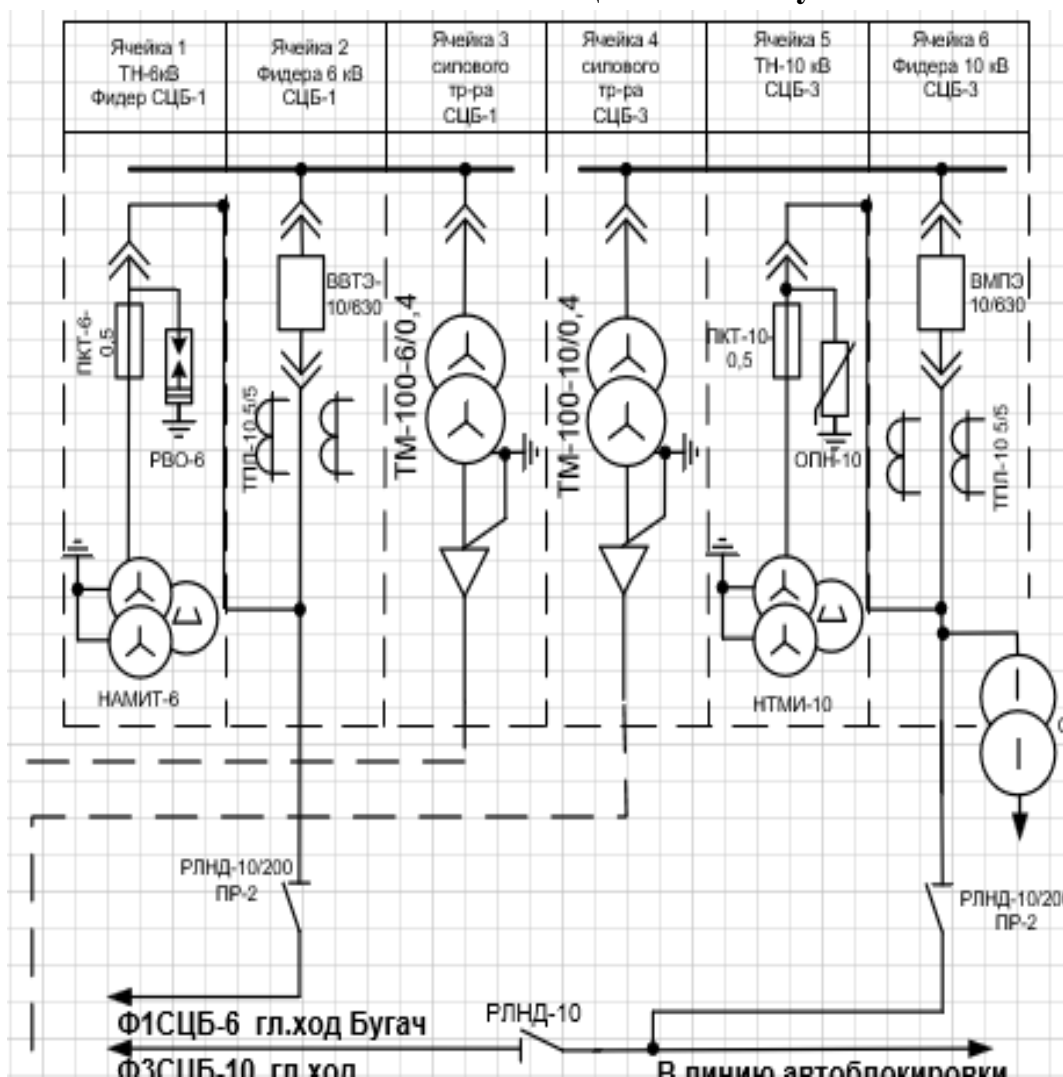 Ячейка 1
ТН-6кВ
Фидер СЦБ-1
Ячейка 2
Фидера 6 кВ
СЦБ-1
Ячейка 3
силового
тр-ра
СЦБ-1
Ячейка 4
силового
тр-ра
СЦБ-3
Ячейка 5
ТН-10 кВ
СЦБ-3
Ячейка 6
Фидера 10 кВ
СЦБ-3
ПКТ-6-
0,5
РВО-6
НАМИТ-6
ВВТЭ-
10/630
ТПЛ-10 5/5
ТМ-100-6/0,4
ТМ-100-10/0,4
ПКТ-10-
0,5
ОПН-10
НТМИ-10
ВМПЭ
10/630
ТПЛ-10 5/5
РЛНД-10/200
ПР-2
РЛНД-10/200
ПР-2
Ф1СЦБ-6 гл.ход Бугач
РЛНД-10
Ф3СЦБ-10 гл.ход
В линию автоблокировки